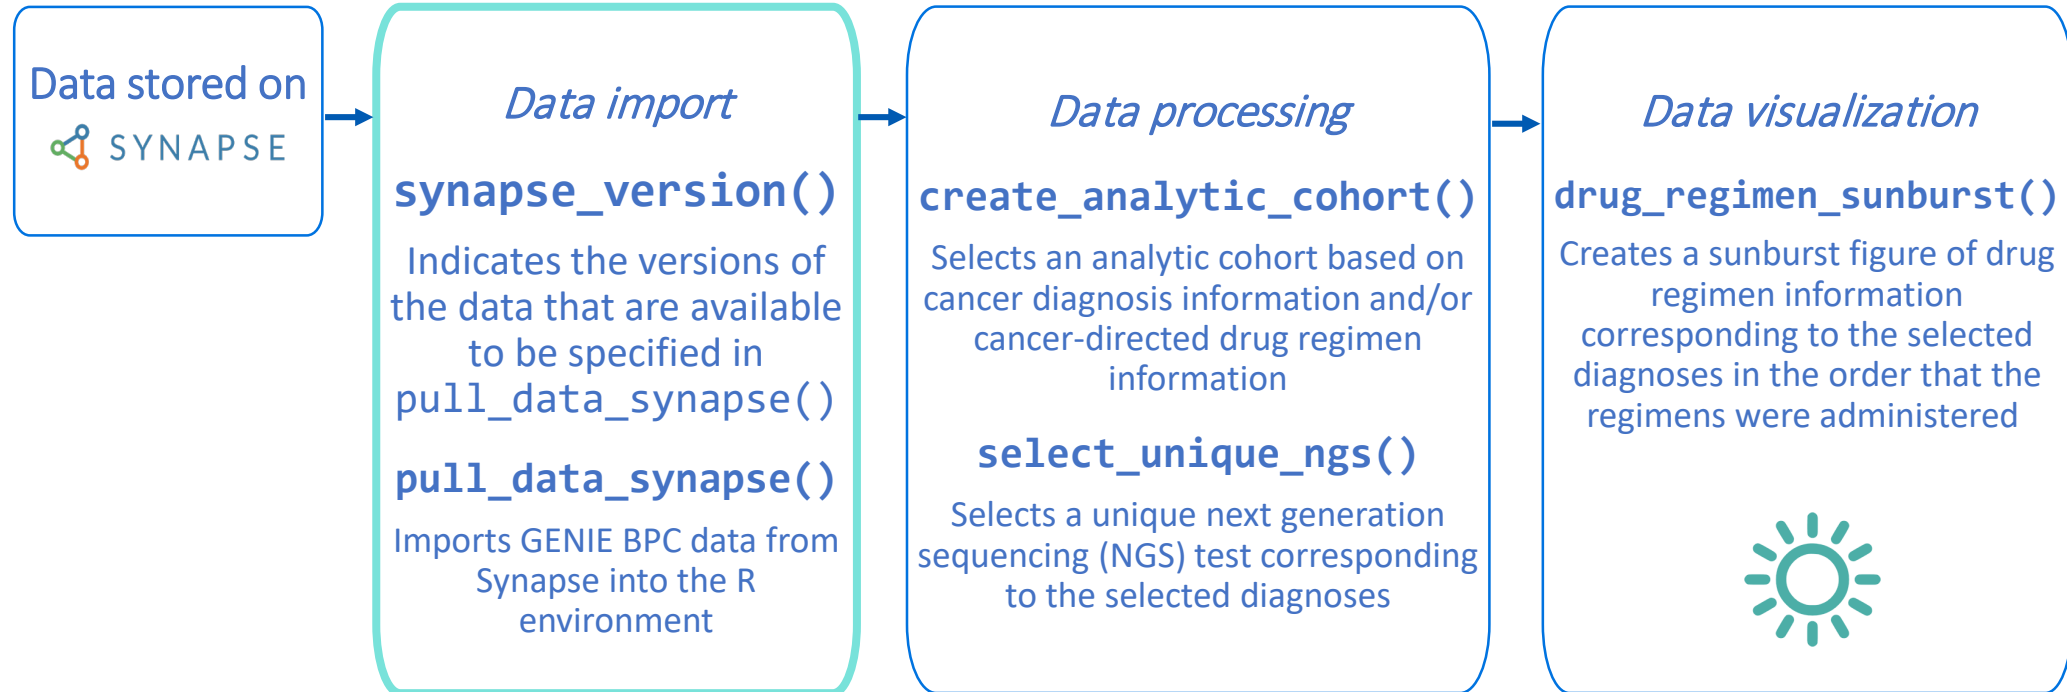 Data stored on
SYNAPSE
Data import
synapse_version()
Indicates the versions of
the data that are available
to be specified in
pull_data_synapse()
pull_data_synapse()
Imports GENIE BPC data from
Synapse into the R
environment
Data processing
create_analytic_cohort()
Selects an analytic cohort based on
cancer diagnosis information and/or
cancer-directed drug regimen
information
select_unique_ngs()
Selects a unique next generation
sequencing (NGS) test corresponding
to the selected diagnoses
Data visualization
drug_regimen_sunburst()
Creates a sunburst figure of drug
regimen information
corresponding to the selected
diagnoses in the order that the
regimens were administered